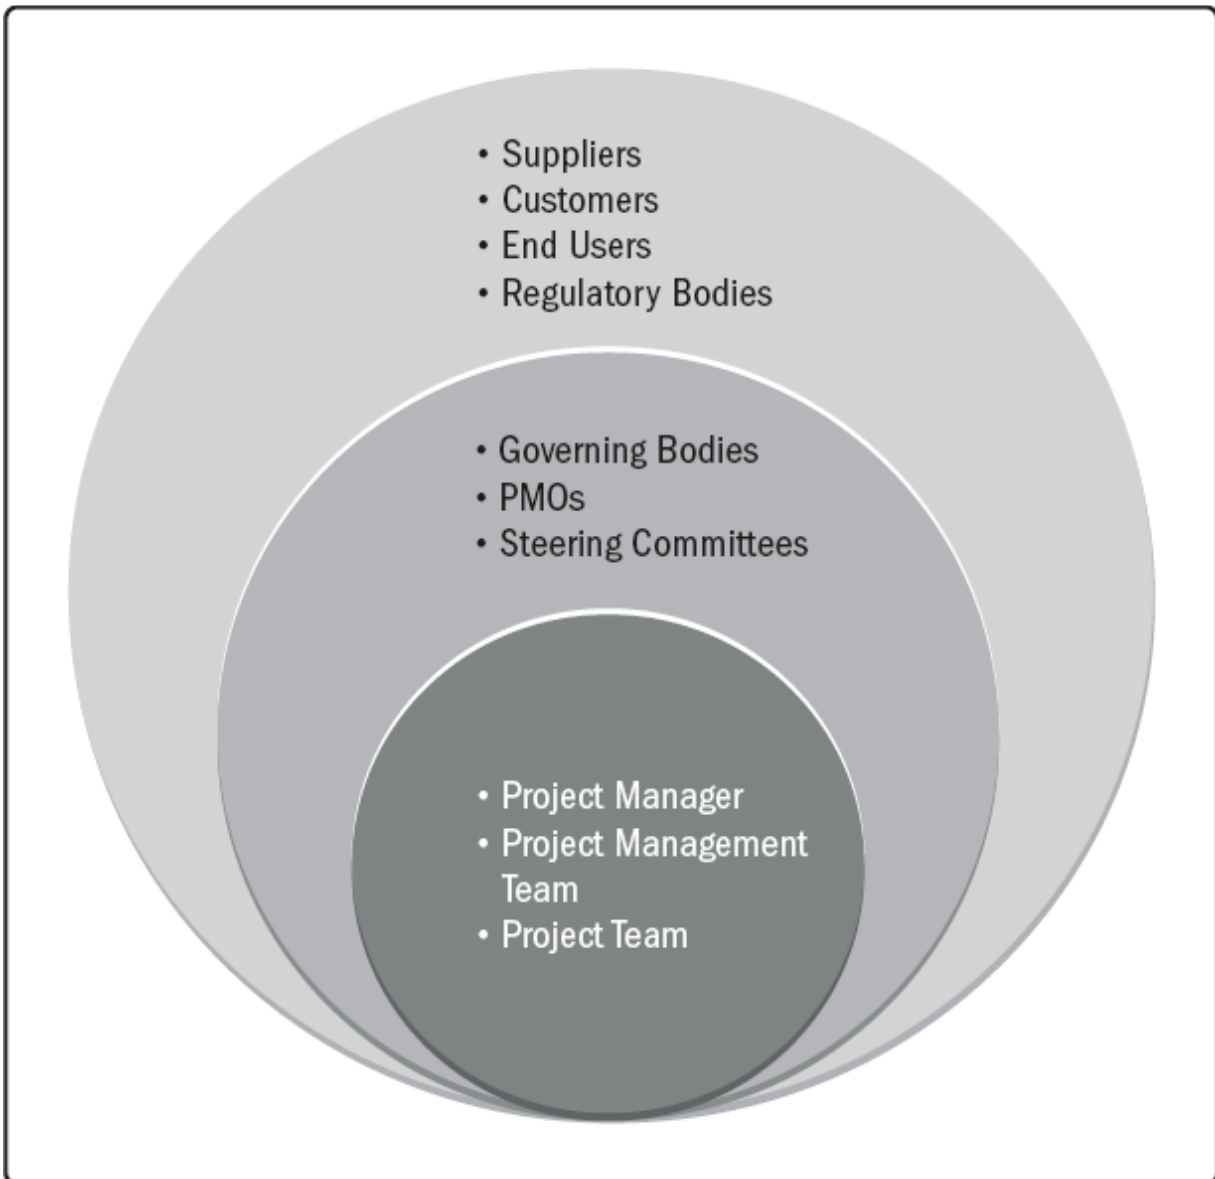 • Suppliers
• Customers
• End Users
• Regulatory Bodies
• Governing Bodies
• PMOs
• Steering Committees
• Project Manager
• Project Management
Team
• Project Team